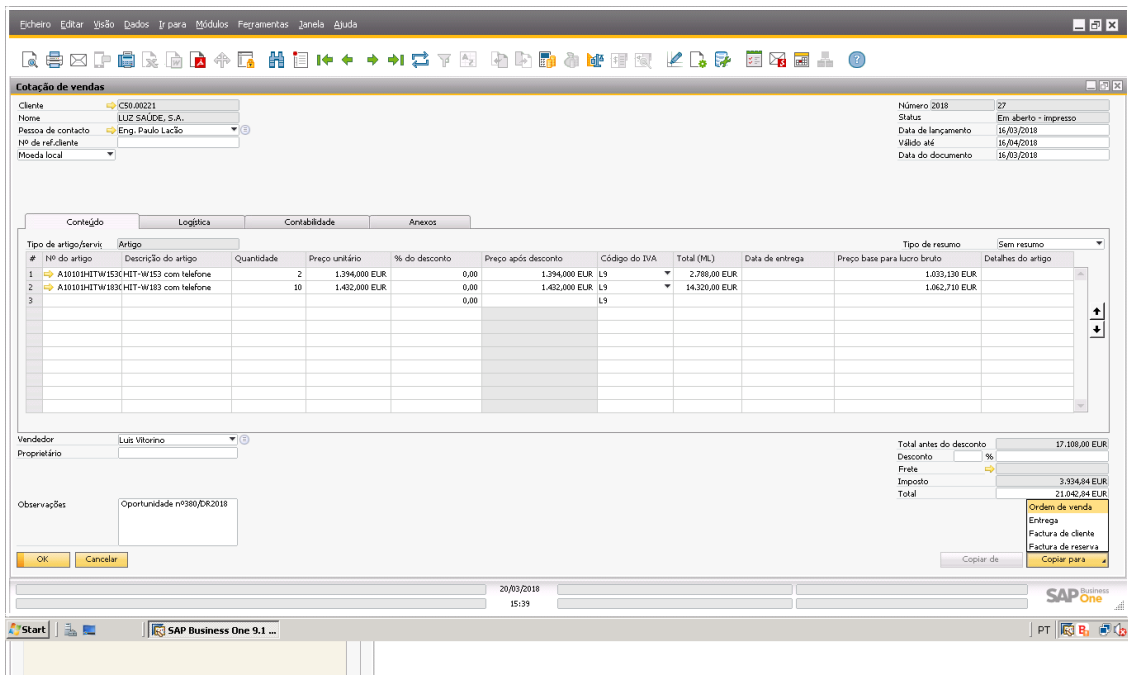 Ficheiro Editar Visão Dados Ir para Módulos Ferramentas Janela Ajuda
Cotação de vendas
Cliente C50.00221 Número 2018 27
Nome LUZ SAÚDE, S.A. Status Em aberto - impresso
Pessoa de contacto Eng. Paulo Lacão Data de lançamento 16/03/2018
Nº de ref.cliente Válido até 16/04/2018
Moeda local Data do documento 16/03/2018
Conteúdo Logística Contabilidade Anexos
Tipo de artigo/serviç Artigo Tipo de resumo Sem resumo
# Nº do artigo Descrição do artigo Quantidade Preço unitário % do desconto Preço após desconto Código do IVA Total (ML) Data de entrega Preço base para lucro bruto Detalhes do artigo
1 A10101HITW153( HIT-W153 com telefone 2 1.394,000 EUR 0,00 1.394,000 EUR L9 2.788,00 EUR 1.033,130 EUR
2 A10101HITW183( HIT-W183 com telefone 10 1.432,000 EUR 0,00 1.432,000 EUR L9 14.320,00 EUR 1.062,710 EUR
3 0,00 L9
Vendedor Luis Vitorino Total antes do desconto 17.108,00 EUR
Proprietário Desconto %
Frete
Imposto 3.934,84 EUR
Total 21.042,84 EUR
Observações Oportunidade nº380/DR2018
Ordem de venda
Entrega
Factura de cliente
Factura de reserva
OK Cancelar Copiar de Copiar para
20/03/2018
15:39
SAP Business One
Start SAP Business One 9.1 ... PT